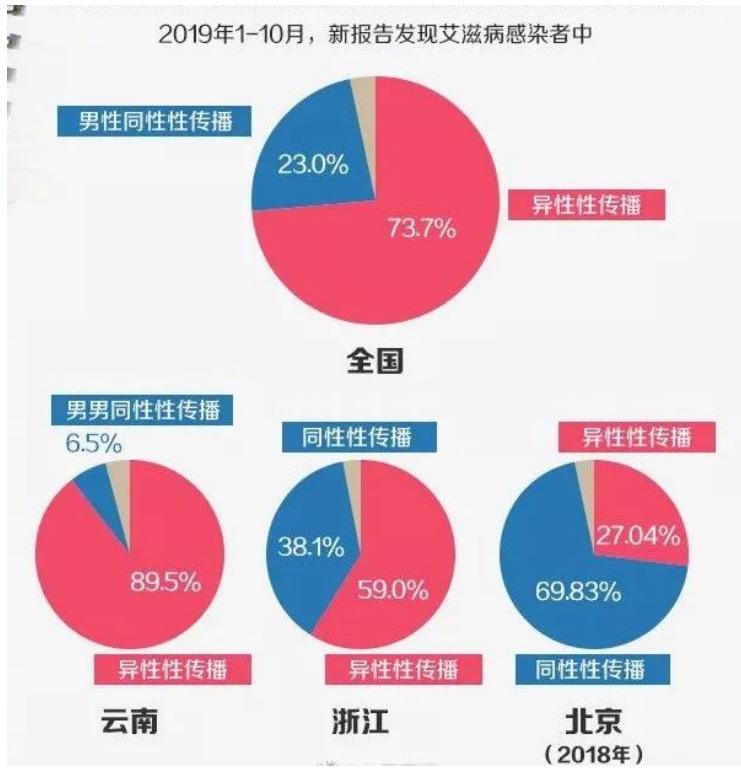 2019年1-10月，新报告发现艾滋病感染者中
男性同性性传播
23.0%
异性性传播
73.7%
全国
男男同性性传播
6.5%
89.5%
异性性传播
云南
同性性传播
38.1%
59.0%
异性性传播
浙江
异性性传播
27.04%
69.83%
同性性传播
北京
（2018年）